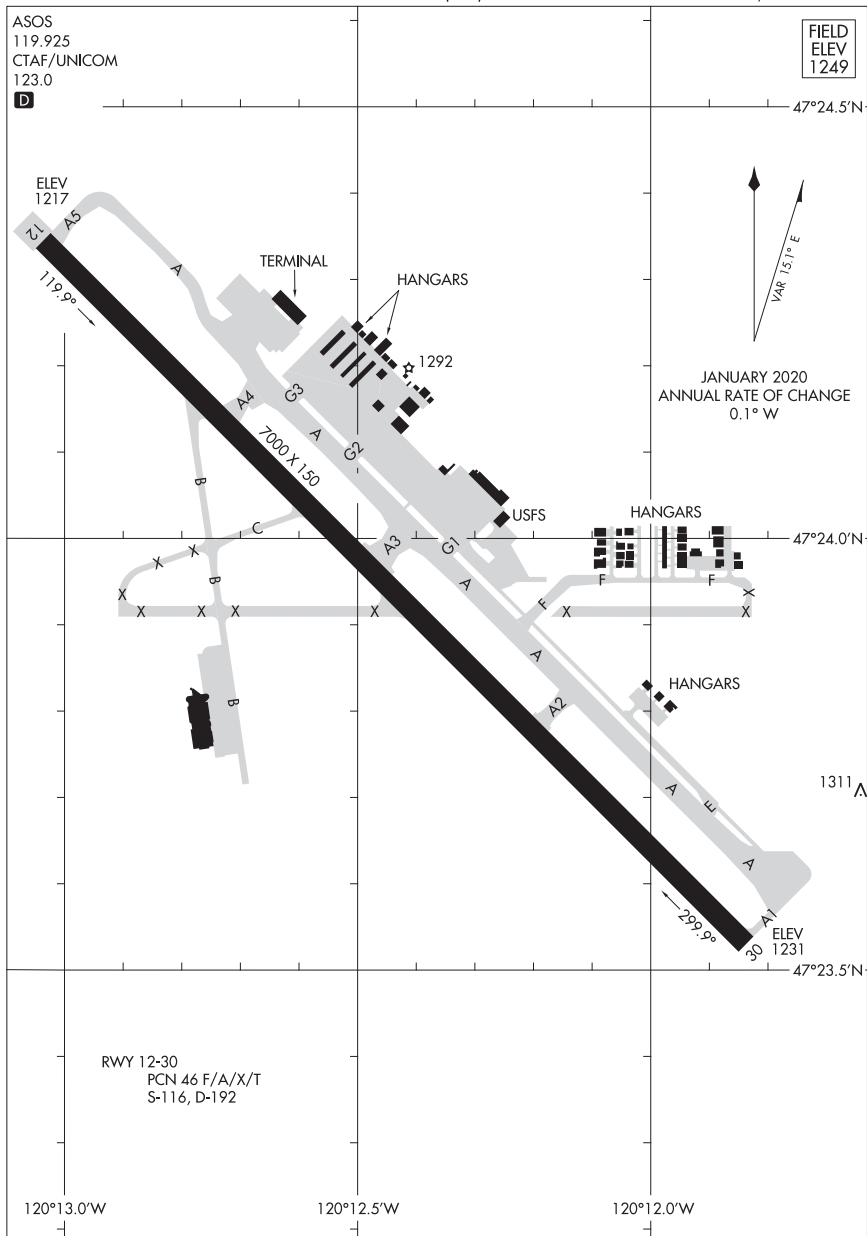 ASOS
119.925
CTAF/UNICOM
123.0
D
FIELD
ELEV
1249
47°24.5'N
ELEV
1217
12
A5
119.9°
A
TERMINAL
HANGARS
1292
VAR 15.1° E
JANUARY 2020
ANNUAL RATE OF CHANGE
0.1° W
A4
G3
A
G2
7000 X 150
B
C
USFS
HANGARS
47°24.0'N
A3
G1
X
X
B
A
F
F
F
X
X
X
X
X
X
X
X
A
HANGARS
A2
B
1311
A
E
A
A1
299.9°
30
ELEV
1231
47°23.5'N
RWY 12-30
PCN 46 F/A/X/T
S-116, D-192
120°13.0'W
120°12.5'W
120°12.0'W